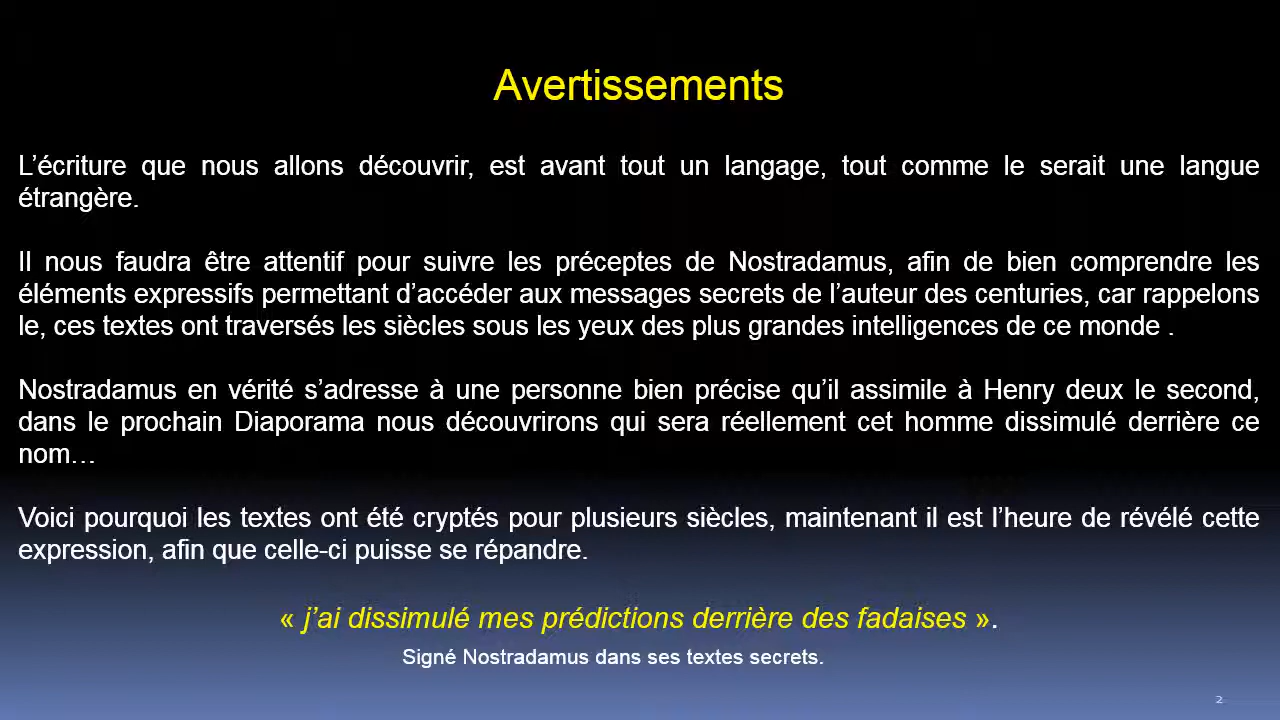 Avertissements
L’écriture que nous allons découvrir, est avant tout un langage, tout comme le serait une langue
étrangère.
Il nous faudra être attentif pour suivre les préceptes de Nostradamus, afin de bien comprendre les
éléments expressifs permettant d’accéder aux messages secrets de l’auteur des centuries, car rappelons
le, ces textes ont traversés les siècles sous les yeux des plus grandes intelligences de ce monde .
Nostradamus en vérité s’adresse à une personne bien précise qu’il assimile à Henry deux le second,
dans le prochain Diaporama nous découvrirons qui sera réellement cet homme dissimulé derrière ce
nom…
Voici pourquoi les textes ont été cryptés pour plusieurs siècles, maintenant il est l’heure de révélé cette
expression, afin que celle-ci puisse se répandre.
« j’ai dissimulé mes prédictions derrière des fadaises ».
Signé Nostradamus dans ses textes secrets.
2